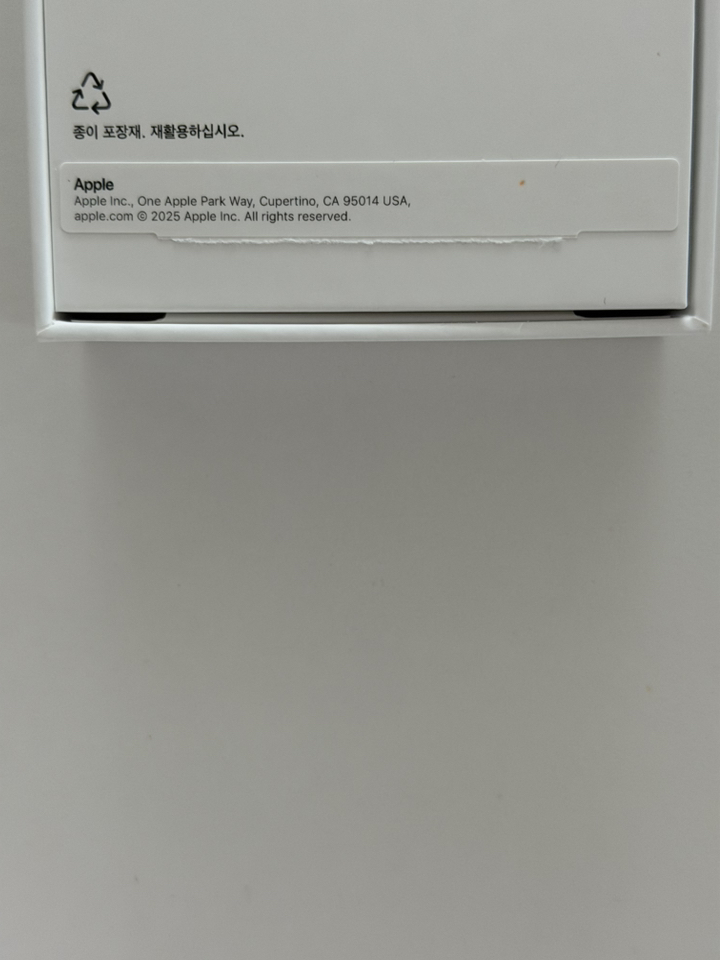 종이 포장재. 재활용하십시오.
Apple
Apple Inc., One Apple Park Way, Cupertino, CA 95014 USA,
apple.com © 2025 Apple Inc. All rights reserved.